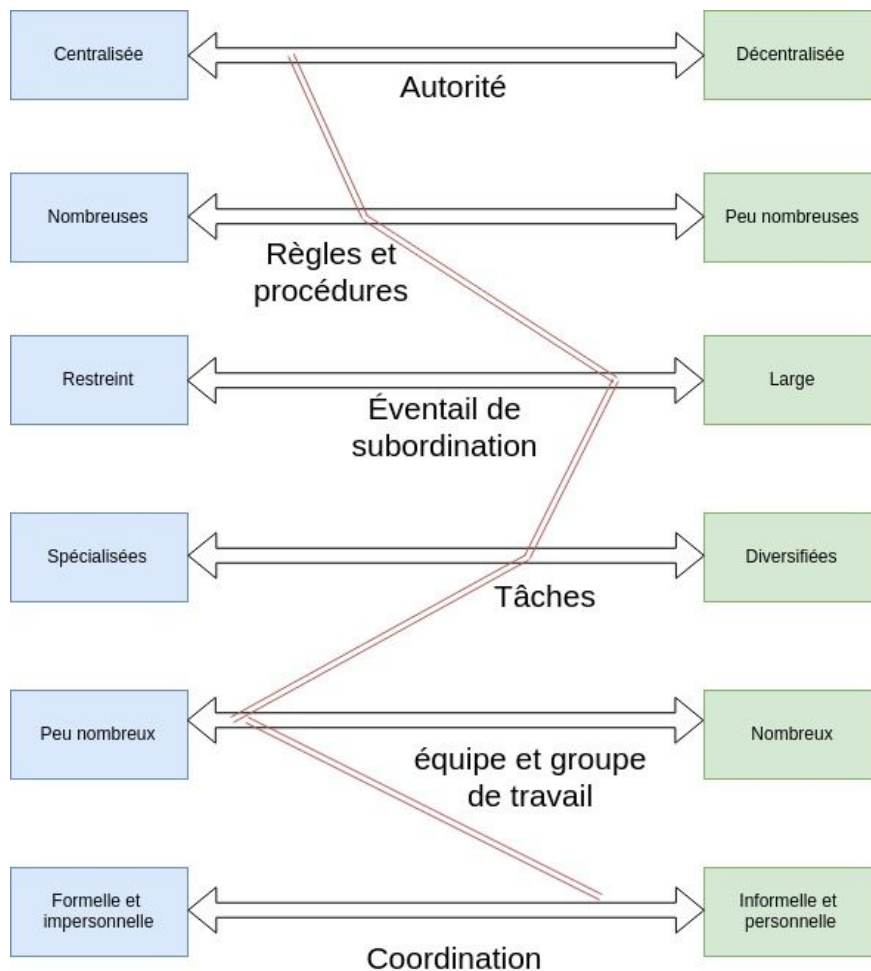 Centralisée
Décentralisée
Autorité
Nombreuses
Peu nombreuses
Règles et
procédures
Restreint
Large
Éventail de
subordination
Spécialisées
Diversifiées
Tâches
Peu nombreux
Nombreux
équipe et groupe
de travail
Formelle et
impersonnelle
Informelle et
personnelle
Coordination